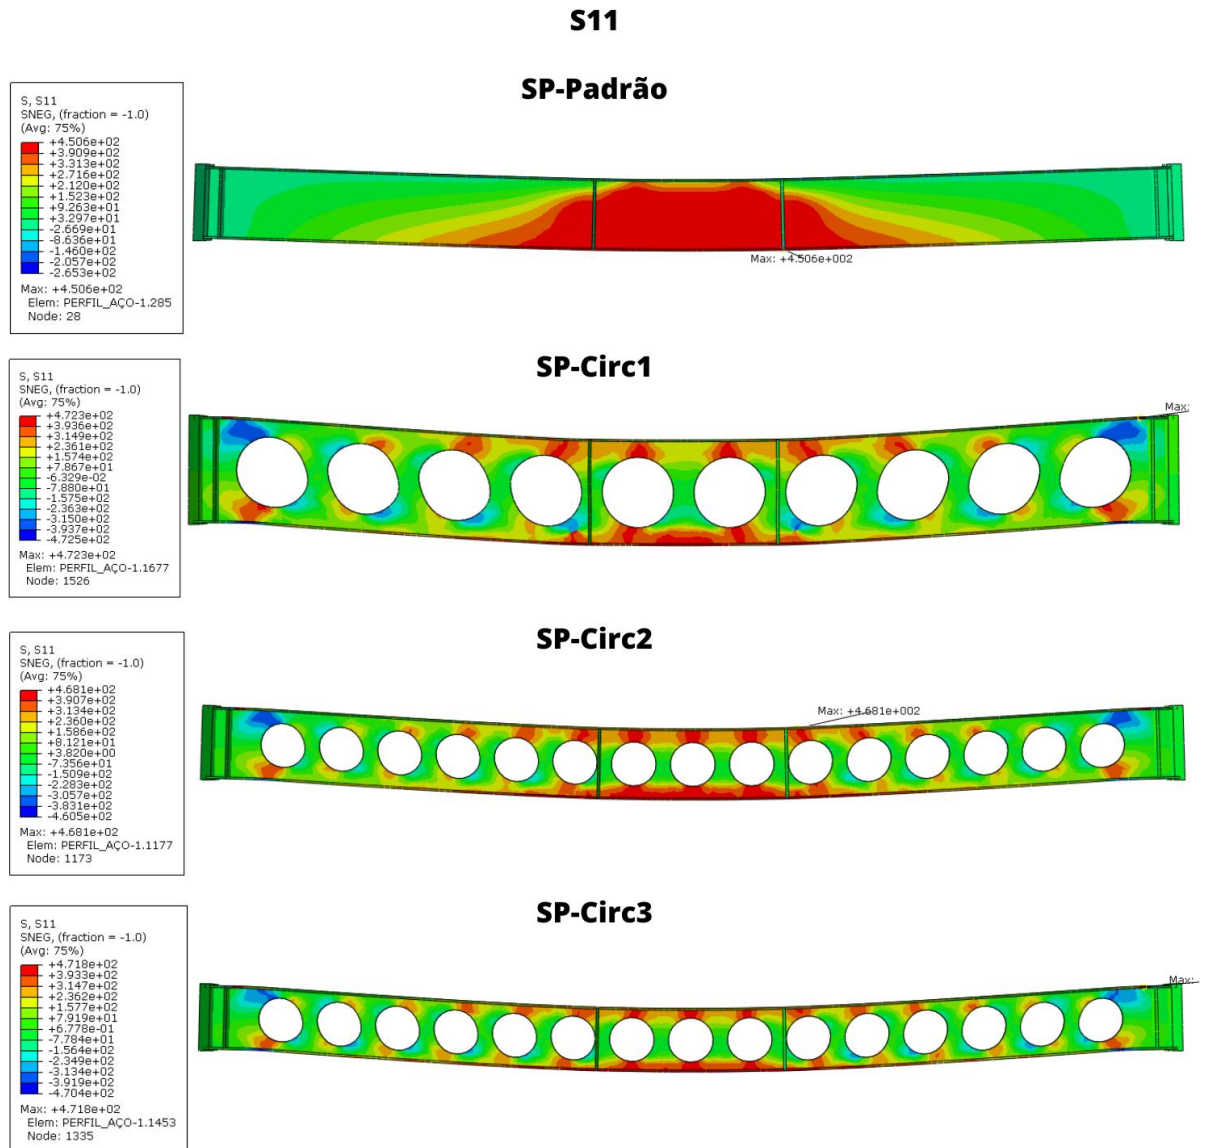 S11
SP-Padrão
S, S11
SNEG, (fraction = -1.0)
(Avg: 75%)
+4.506e+02
+3.909e+02
+3.313e+02
+2.716e+02
+2.120e+02
+1.523e+02
+9.263e+01
+3.297e+01
-2.669e+01
-8.636e+01
-1.460e+02
-2.057e+02
-2.653e+02
Max: +4.506e+02
Elem: PERFIL_AÇO-1.285
Node: 28
Max: +4.506e+002
SP-Circ1
S, S11
SNEG, (fraction = -1.0)
(Avg: 75%)
+4.723e+02
+3.936e+02
+3.149e+02
+2.361e+02
+1.574e+02
+7.867e+01
-6.329e-02
-7.880e+01
-1.575e+02
-2.363e+02
-3.150e+02
-3.937e+02
-4.725e+02
Max: +4.723e+02
Elem: PERFIL_AÇO-1.1677
Node: 1526
Max:
SP-Circ2
S, S11
SNEG, (fraction = -1.0)
(Avg: 75%)
+4.681e+02
+3.907e+02
+3.134e+02
+2.360e+02
+1.586e+02
+8.121e+01
+3.820e+00
-7.356e+01
-1.509e+02
-2.283e+02
-3.057e+02
-3.831e+02
-4.605e+02
Max: +4.681e+02
Elem: PERFIL_AÇO-1.1177
Node: 1173
Max: +4.681e+002
SP-Circ3
S, S11
SNEG, (fraction = -1.0)
(Avg: 75%)
+4.718e+02
+3.933e+02
+3.147e+02
+2.362e+02
+1.577e+02
+7.919e+01
+6.778e-01
-7.784e+01
-1.564e+02
-2.349e+02
-3.134e+02
-3.919e+02
-4.704e+02
Max: +4.718e+02
Elem: PERFIL_AÇO-1.1453
Node: 1335
Max: